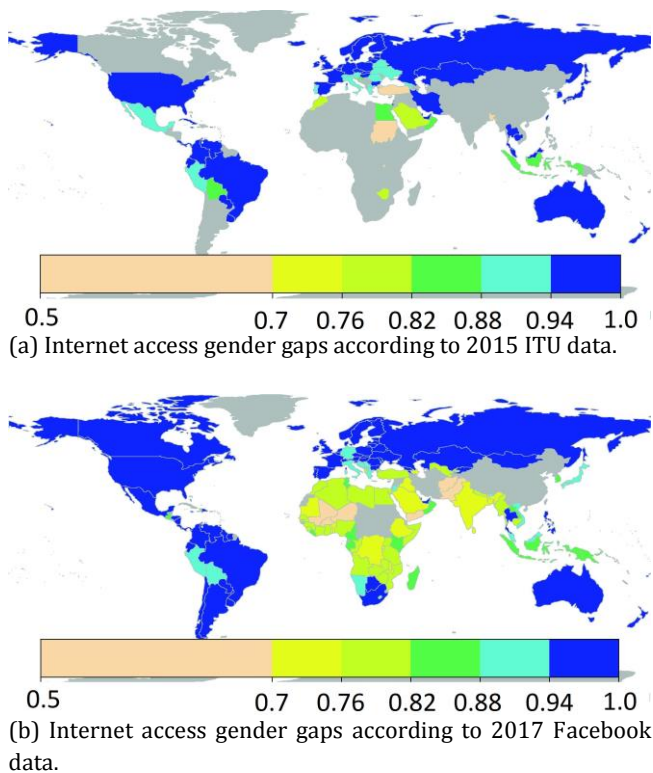 0.5 0.7 0.76 0.82 0.88 0.94 1.0
(a) Internet access gender gaps according to 2015 ITU data.
0.5 0.7 0.76 0.82 0.88 0.94 1.0
(b) Internet access gender gaps according to 2017 Facebook
data.